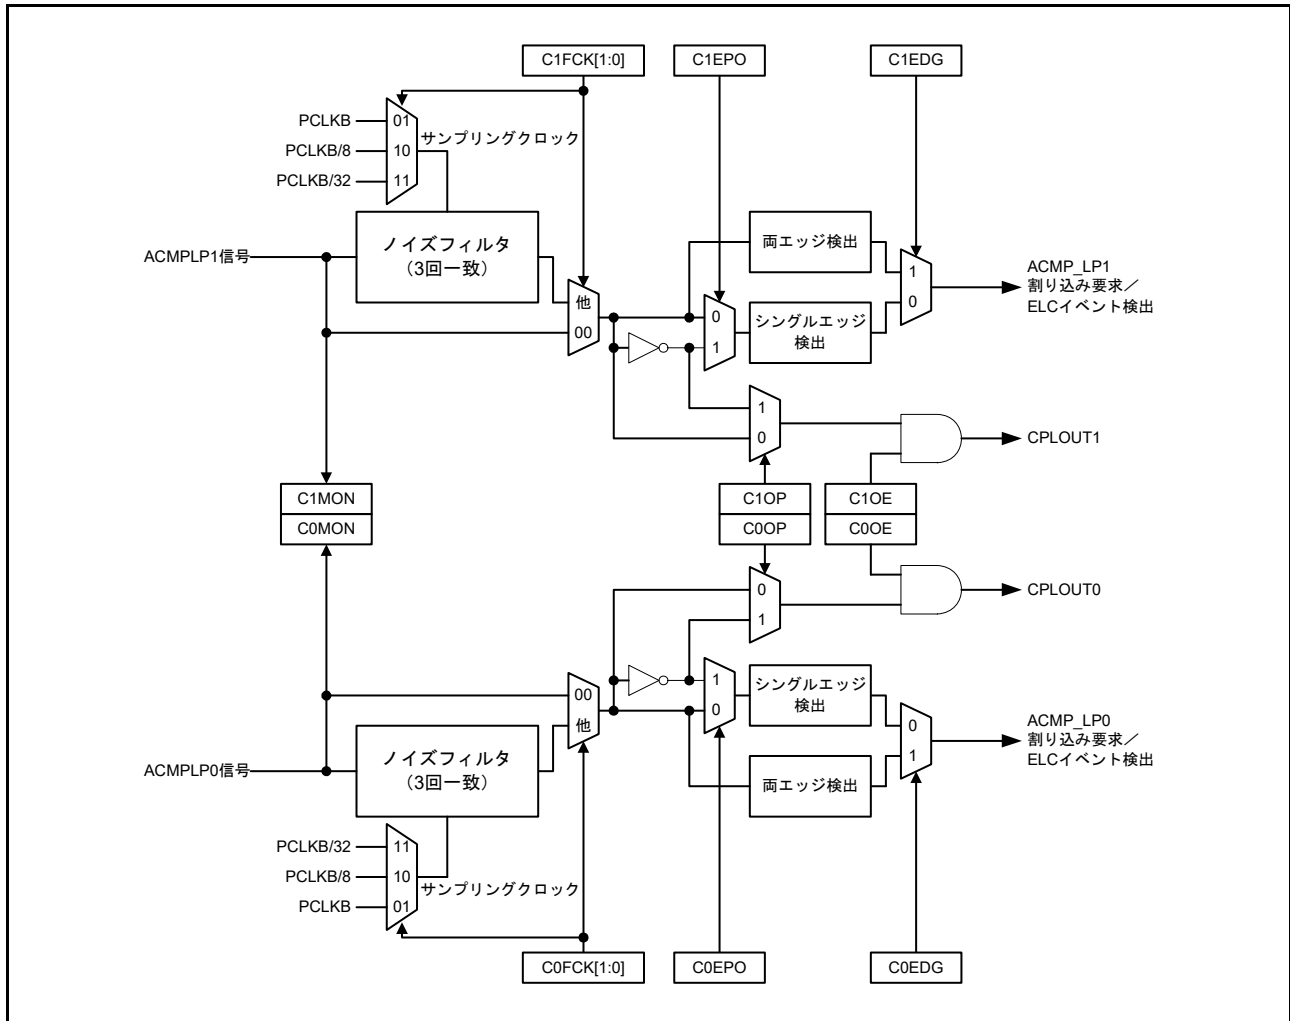 C1FCK[1:0]
C1EPO
C1EDG
PCLKB
01
サンプリングクロック
PCLKB/8
10
PCLKB/32
11
ノイズフィルタ
（3回一致）
ACMPLP1信号
他
00
両エッジ検出
0
1
シングルエッジ
検出
1
0
ACMP_LP1
割り込み要求／
ELCイベント検出
1
0
CPLOUT1
C1MON
C0MON
C1OP
C0OP
C1OE
C0OE
0
1
CPLOUT0
00
他
1
0
シングルエッジ
検出
両エッジ検出
0
1
ACMP_LP0
割り込み要求／
ELCイベント検出
ACMPLP0信号
ノイズフィルタ
（3回一致）
PCLKB/32
11
PCLKB/8
10
サンプリングクロック
PCLKB
01
C0FCK[1:0]
C0EPO
C0EDG